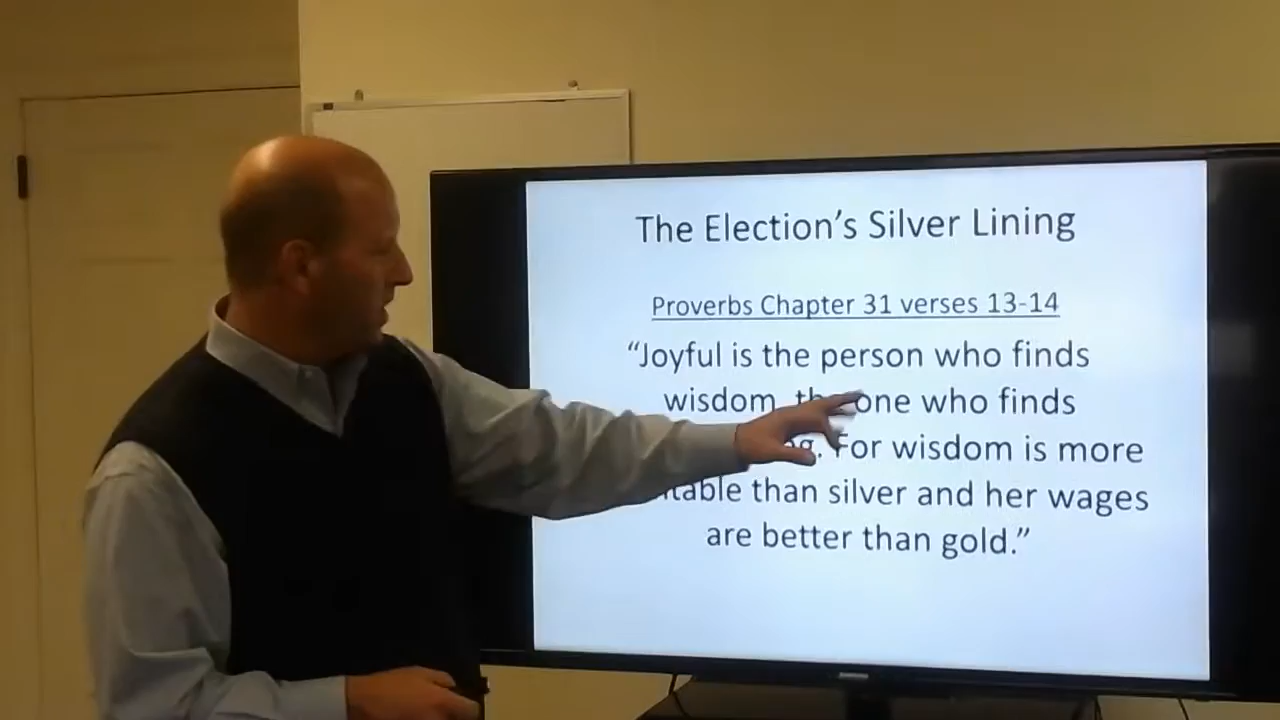 The Election's Silver Lining
Proverbs Chapter 31 verses 13-14
“Joyful is the person who finds
wisdom, one who finds
For wisdom is more
than silver and her wages
are better than gold.”
SAMSUNG